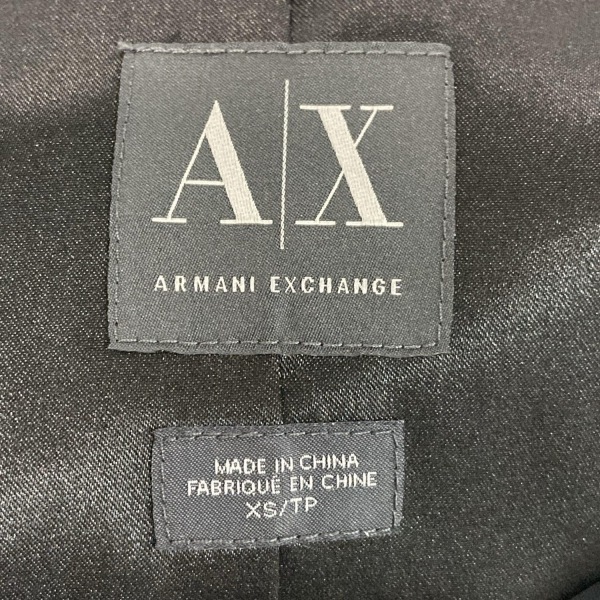 A|X
ARMANI EXCHANGE
MADE IN CHINA
FABRIQUÉ EN CHINE
XS/TP